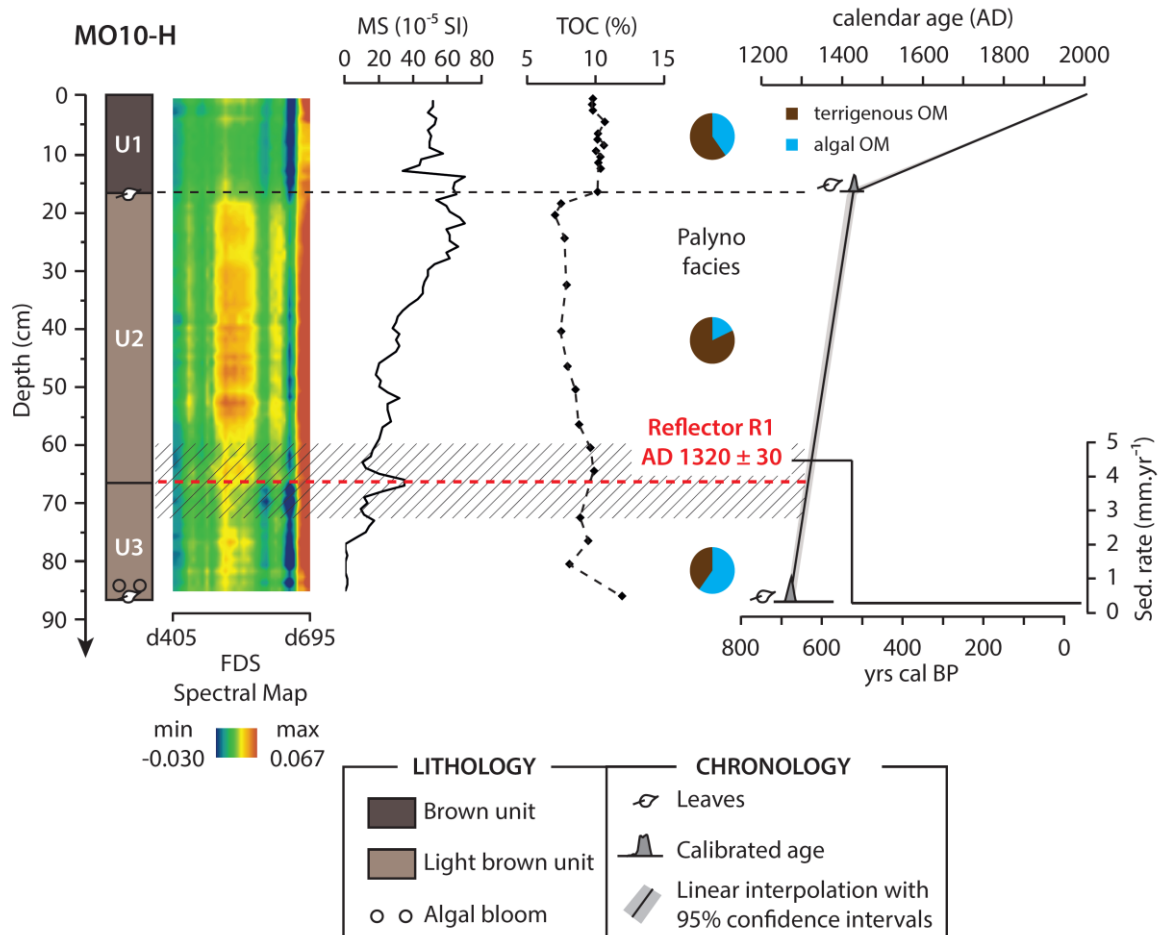 MO10-H
MS (10⁻⁵ SI)
0 20 40 60 80
TOC (%)
5 10 15
calendar age (AD)
1200 1400 1600 1800 2000
Depth (cm)
0
10
20
30
40
50
60
70
80
90
U1
U2
U3
terrigenous OM
algal OM
Palyno
facies
Reflector R1
AD 1320 ± 30
5
4
3
2
1
0
Sed. rate (mm.yr⁻¹)
800 600 400 200 0
yrs cal BP
d405 d695
FDS
Spectral Map
min max
-0.030 0.067
LITHOLOGY
Brown unit
Light brown unit
Algal bloom
CHRONOLOGY
Leaves
Calibrated age
Linear interpolation with
95% confidence intervals